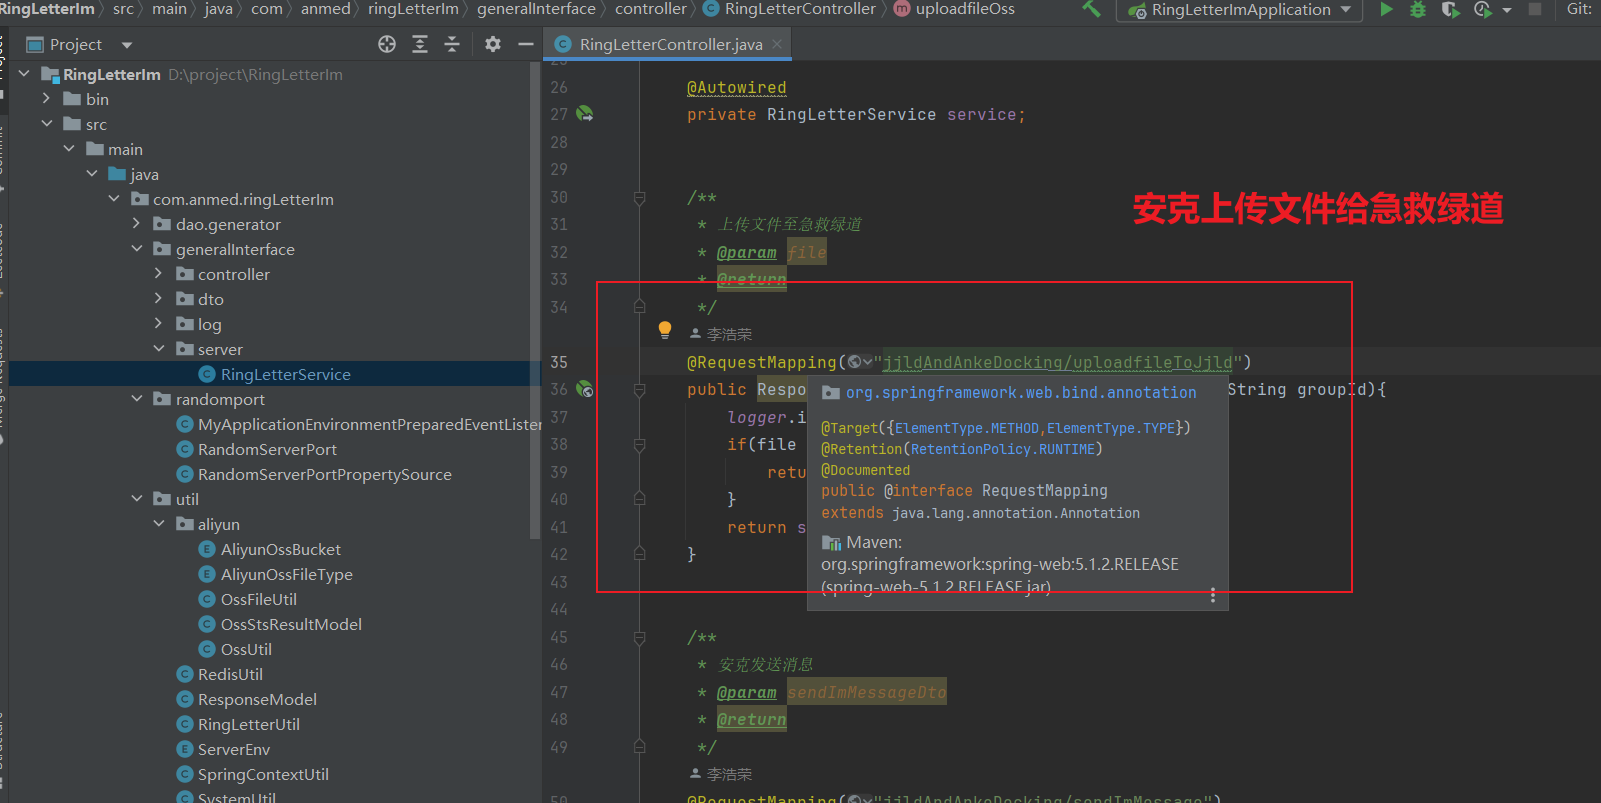 RingLetterIm src main java com anmed ringLetterIm generalInterface controller RingLetterController uploadfileOss RingLetterImApplication Git:
Project
RingLetterController.java
RingLetterIm D:\project\RingLetterIm
bin
src
main
java
com.anmed.ringLetterIm
dao.generator
generalInterface
controller
dto
log
server
RingLetterService
randomport
MyApplicationEnvironmentPreparedEventListen
RandomServerPort
RandomServerPortPropertySource
util
aliyun
AliyunOssBucket
AliyunOssFileType
OssFileUtil
OssStsResultModel
OssUtil
RedisUtil
ResponseModel
RingLetterUtil
ServerEnv
SpringContextUtil
SystemUtil
26 @Autowired
27 private RingLetterService service;
28
29
30 /**
31 * 上传文件至急救绿道
32 * @param file
33 * @return
34 */
李浩荣
35 @RequestMapping("jjldAndAnkeDocking/uploadfileToJjld")
36 public Respo String groupId){
37 logger.i
38 if(file
39 retu
40 }
41 return s
42 }
43
44
45 /**
46 * 安克发送消息
47 * @param sendImMessageDto
48 * @return
49 */
李浩荣
50 @RequestMapping("jjldAndAnkeDocking/sendImMessage")
安克上传文件给急救绿道
org.springframework.web.bind.annotation
@Target({ElementType.METHOD,ElementType.TYPE})
@Retention(RetentionPolicy.RUNTIME)
@Documented
public @interface RequestMapping
extends java.lang.annotation.Annotation
Maven:
org.springframework:spring-web:5.1.2.RELEASE
(spring-web-5.1.2.RELEASE.jar)